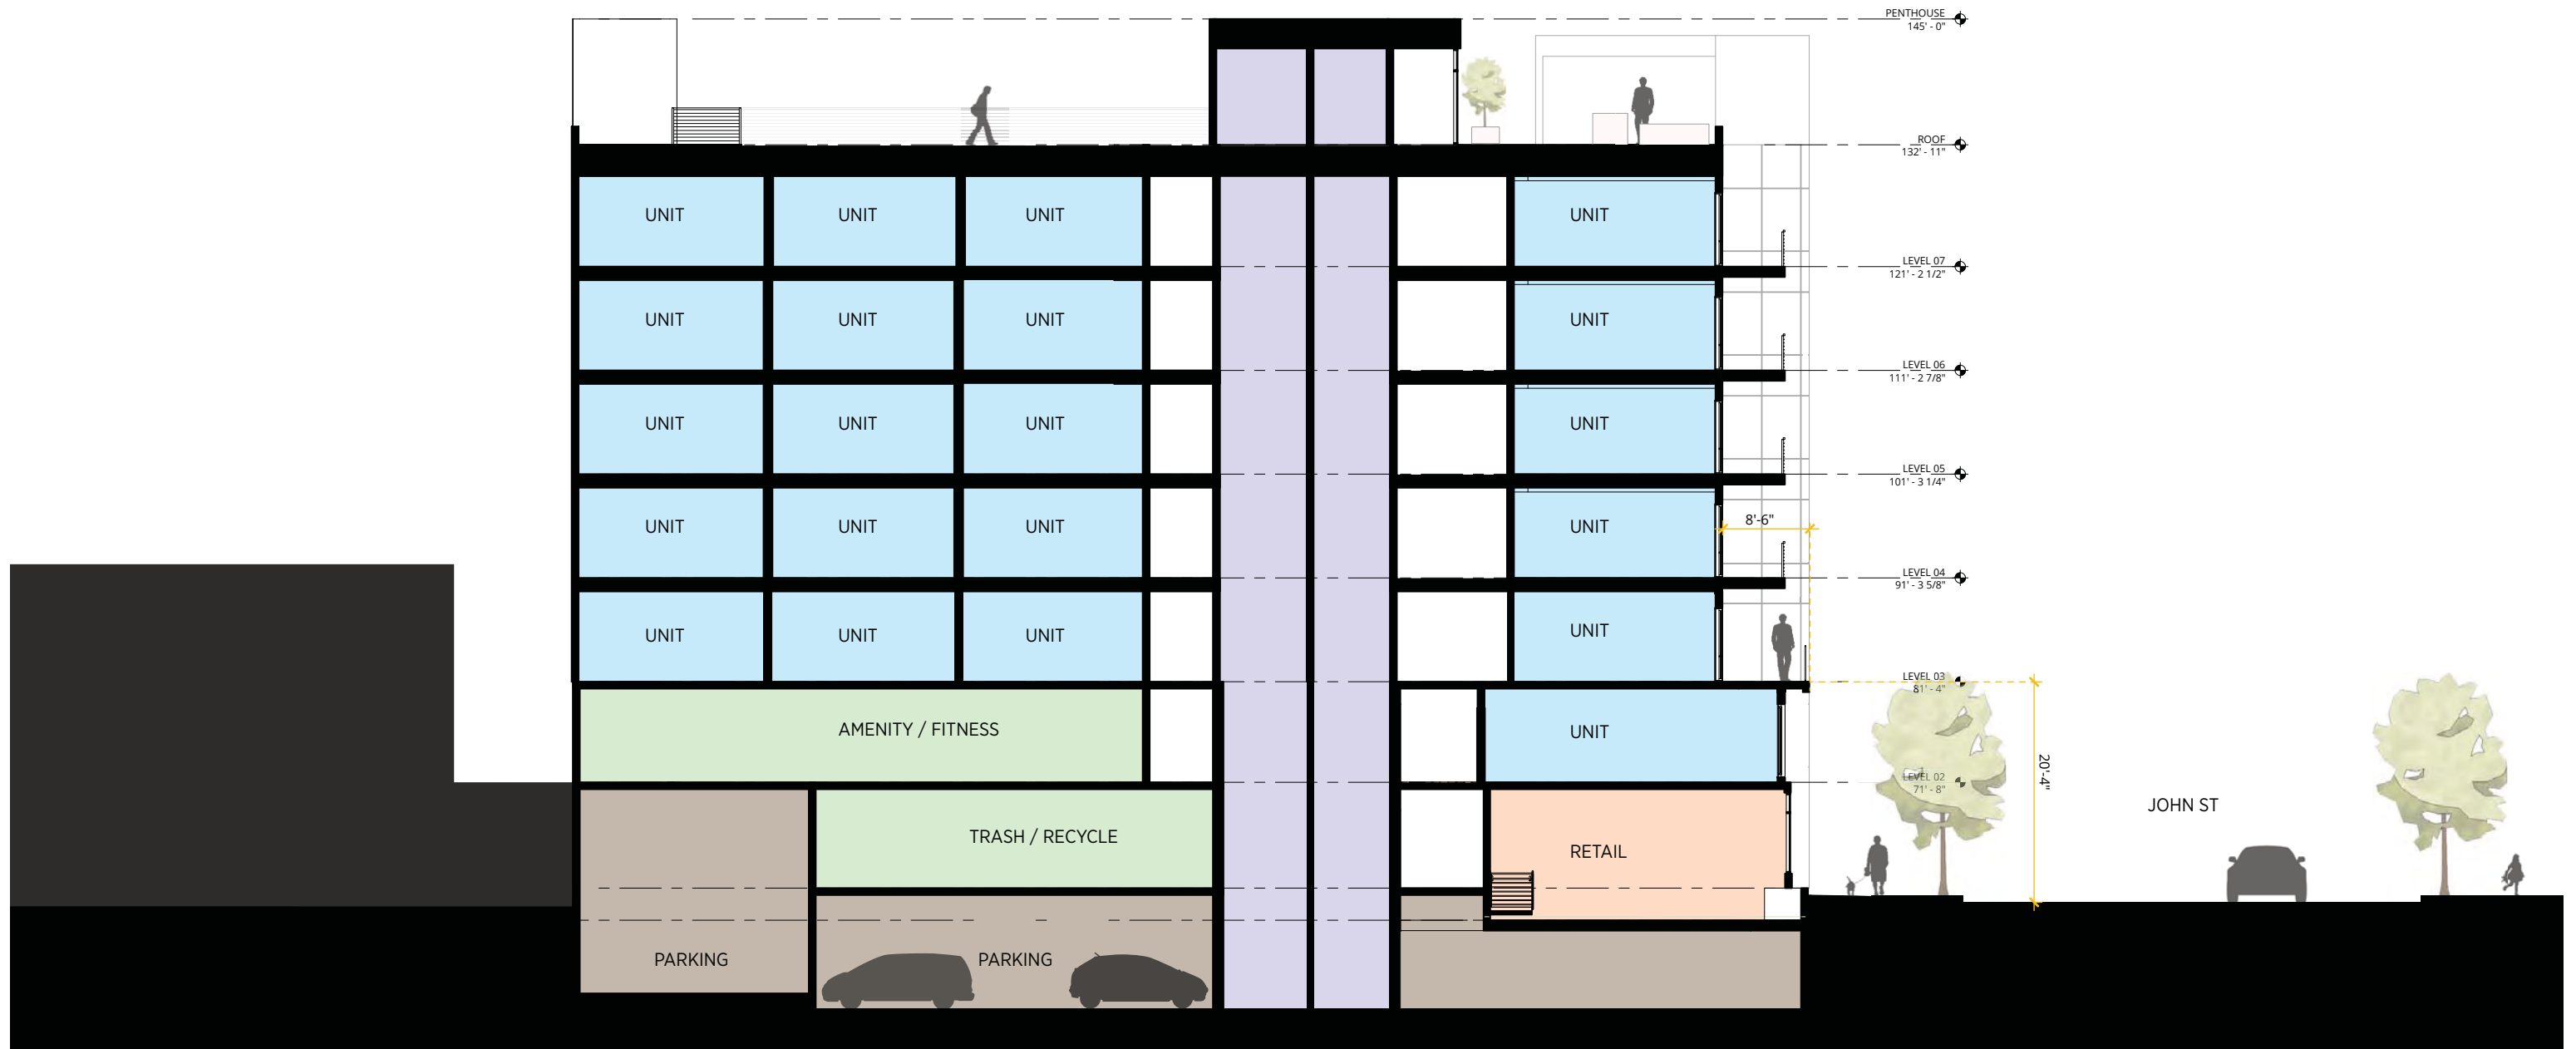 PENTHOUSE
145' - 0"
ROOF
132' - 11"
UNIT UNIT UNIT UNIT
LEVEL 07
121' - 2 1/2"
UNIT UNIT UNIT UNIT
LEVEL 06
111' - 2 7/8"
UNIT UNIT UNIT UNIT
LEVEL 05
101' - 3 1/4"
8'-6"
UNIT UNIT UNIT UNIT
LEVEL 04
91' - 3 5/8"
UNIT UNIT UNIT UNIT
LEVEL 03
81' - 4"
AMENITY / FITNESS UNIT
LEVEL 02
71' - 8"
20'-4"
JOHN ST
TRASH / RECYCLE RETAIL
PARKING PARKING